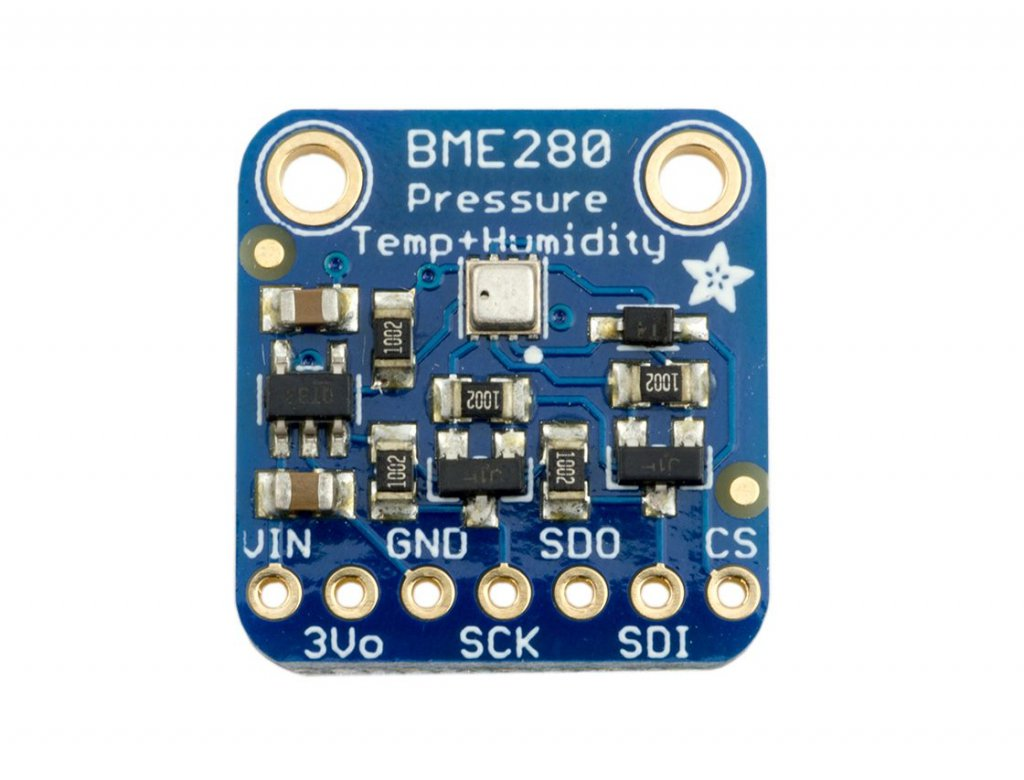 BME280
Pressure
Temp+Humidity
1002
1002
1002
1002
1002
VIN GND SDO CS
3Vo SCK SDI